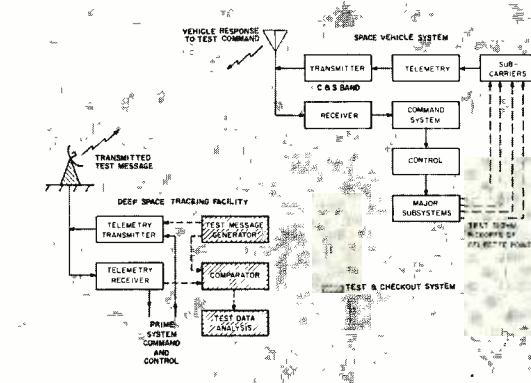 VEHICLE RESPONSE
TO TEST COMMAND
SPACE VEHICLE SYSTEM
TRANSMITTER
TELEMETRY
SUB-
CARRIERS
C & S BAND
RECEIVER
COMMAND
SYSTEM
CONTROL
MAJOR
SUBSYSTEMS
TRANSMITTED
TEST MESSAGE
DEEP SPACE TRACKING FACILITY
TELEMETRY
TRANSMITTER
TEST MESSAGE
GENERATOR
TELEMETRY
RECEIVER
COMPARATOR
TEST DATA
ANALYSIS
PRIME
SYSTEM
COMMAND
AND
CONTROL
TEST & CHECKOUT SYSTEM
TEST